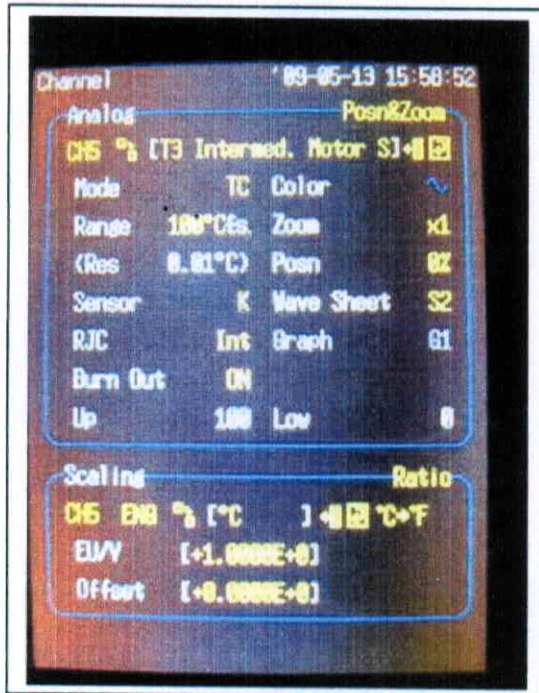 Channel '09-05-13 15:58:52
Analog Posn&Zoom
CH5 [T3 Intermed. Motor S]
Mode TC Color
Range 100°C Zoom x1
(Res 0.01°C) Posn 0%
Sensor K Wave Sheet S2
RJC Int Graph G1
Burn Out ON
Up 100 Low 0
Scaling Ratio
CH5 ENG [°C ] °C→°F
EU/V [+1.0000E+0]
Offset [+0.0000E+0]